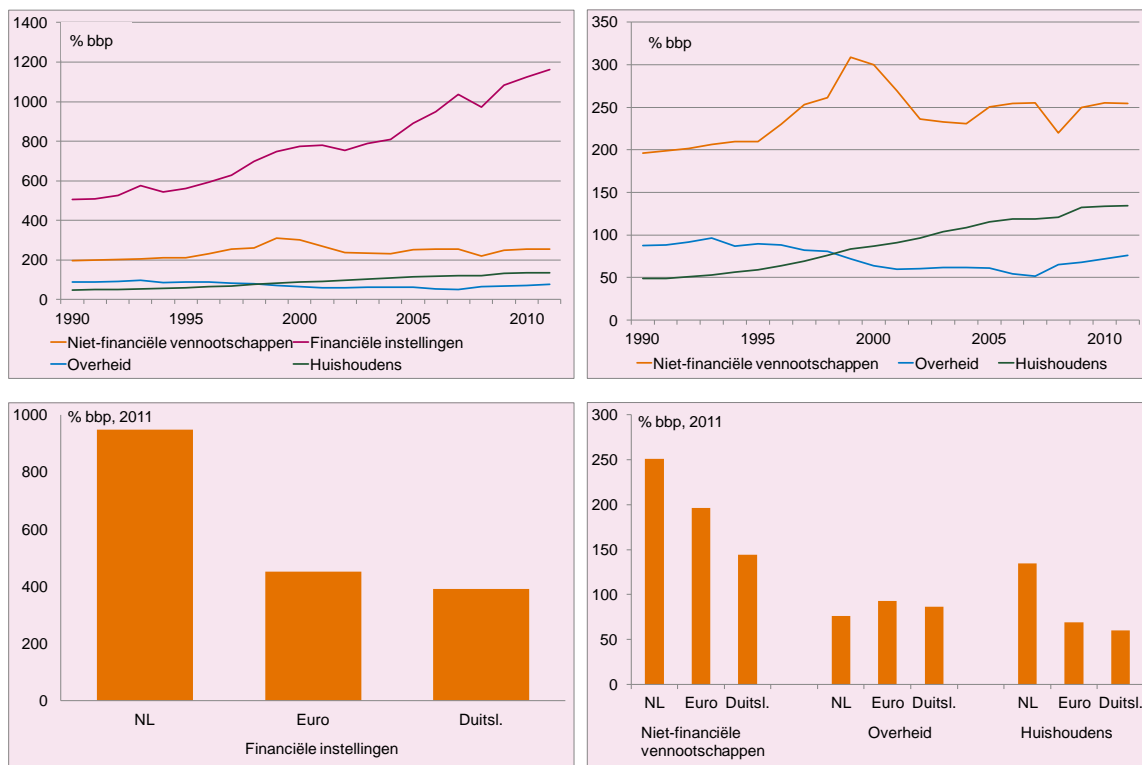 % bbp
1400
1200
1000
800
600
400
200
0
1990 1995 2000 2005 2010
Niet-financiële vennootschappen Financiële instellingen
Overheid Huishoudens
% bbp
350
300
250
200
150
100
50
0
1990 1995 2000 2005 2010
Niet-financiële vennootschappen Overheid Huishoudens
% bbp, 2011
1000
800
600
400
200
0
NL Euro Duitsl.
Financiële instellingen
% bbp, 2011
300
250
200
150
100
50
0
NL Euro Duitsl. NL Euro Duitsl. NL Euro Duitsl.
Niet-financiële Overheid Huishoudens
vennootschappen